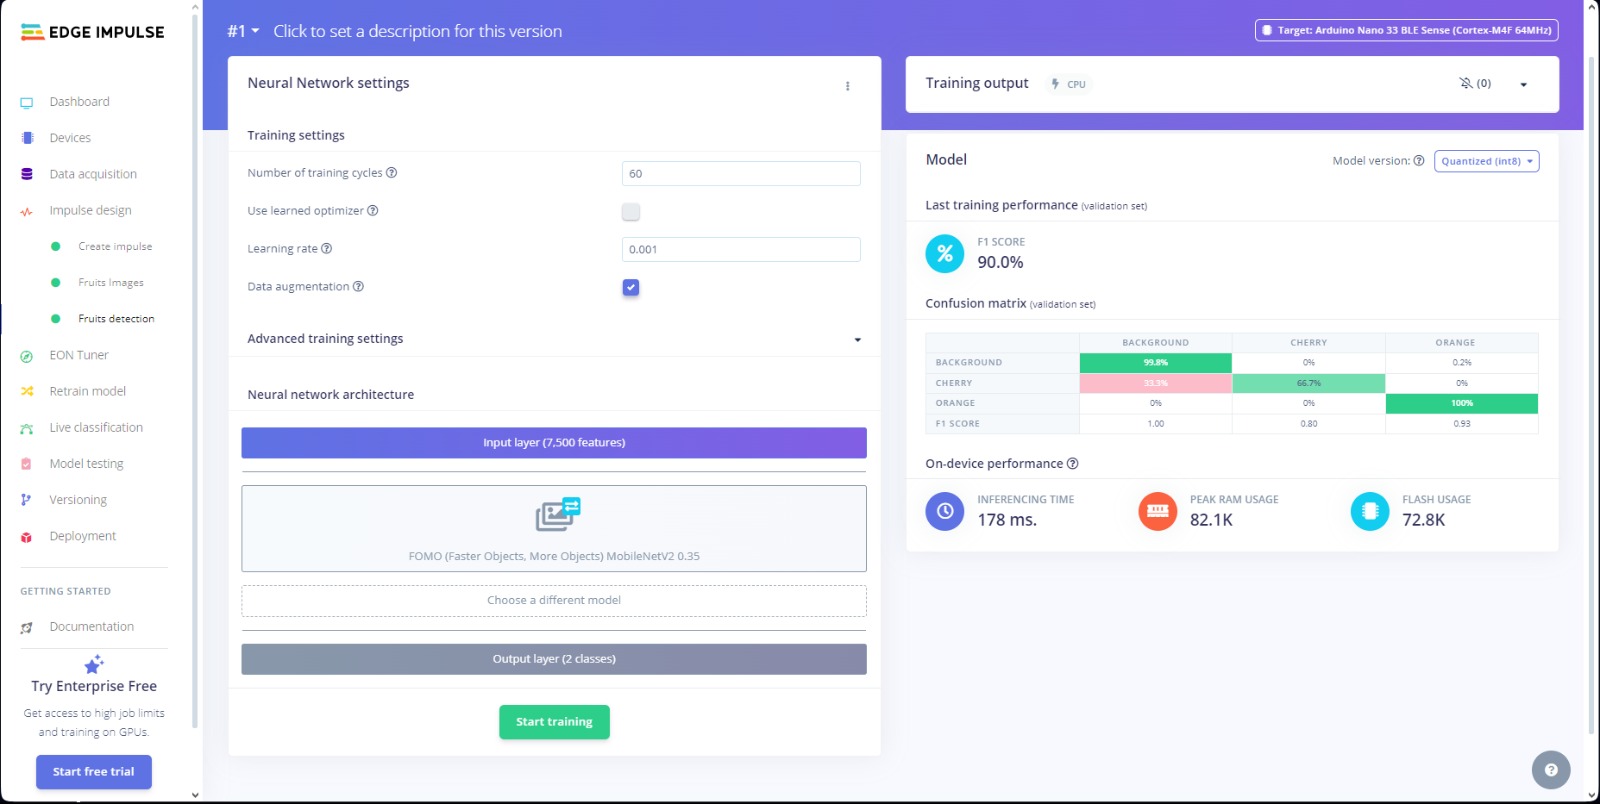 EDGE IMPULSE
Dashboard
Devices
Data acquisition
Impulse design
Create impulse
Fruits Images
Fruits detection
EON Tuner
Retrain model
Live classification
Model testing
Versioning
Deployment
GETTING STARTED
Documentation
Try Enterprise Free
Get access to high job limits
and training on GPUs.
Start free trial
#1 Click to set a description for this version
Target: Arduino Nano 33 BLE Sense (Cortex-M4F 64MHz)
Neural Network settings
Training settings
Number of training cycles ? 60
Use learned optimizer ?
Learning rate ? 0.001
Data augmentation ?
Advanced training settings
Neural network architecture
Input layer (7,500 features)
FOMO (Faster Objects, More Objects) MobileNetV2 0.35
Choose a different model
Output layer (2 classes)
Start training
Training output CPU (0)
Model Model version: ? Quantized (int8)
Last training performance (validation set)
%
F1 SCORE
90.0%
Confusion matrix (validation set)
BACKGROUND CHERRY ORANGE
BACKGROUND 99.8% 0% 0.2%
CHERRY 33.3% 66.7% 0%
ORANGE 0% 0% 100%
F1 SCORE 1.00 0.80 0.93
On-device performance ?
INFERENCING TIME
178 ms.
PEAK RAM USAGE
82.1K
FLASH USAGE
72.8K
?